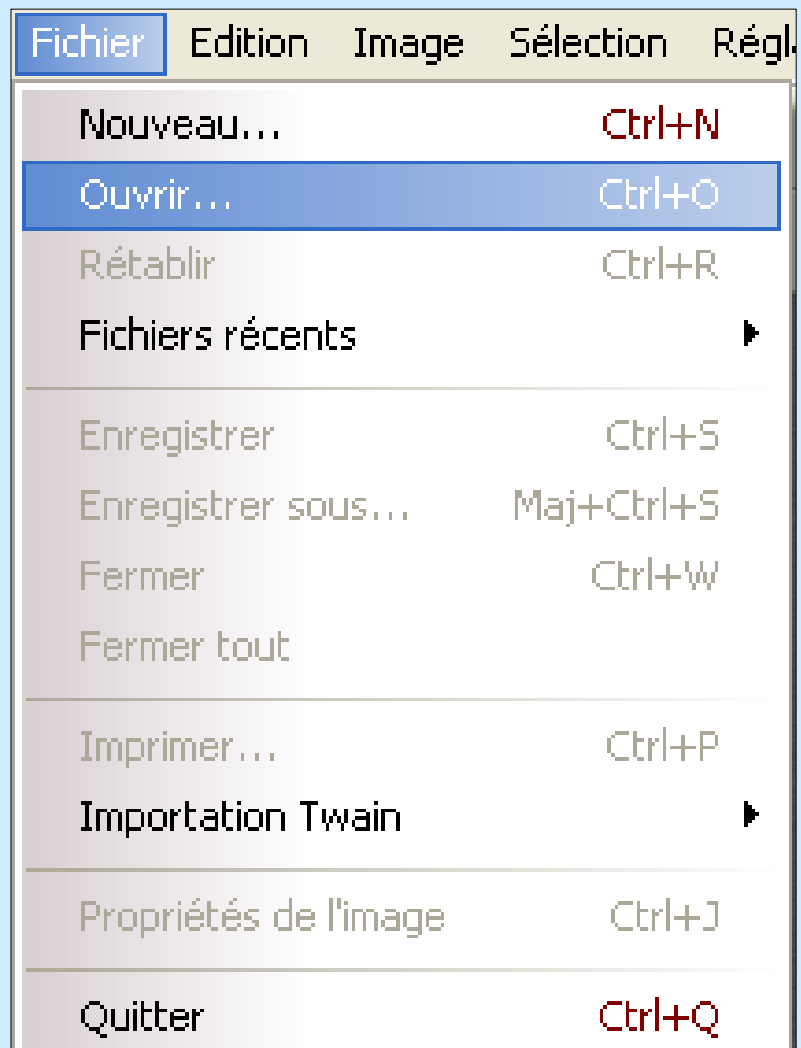 Fichier Edition Image Sélection Régl
Nouveau... Ctrl+N
Ouvrir... Ctrl+O
Rétablir Ctrl+R
Fichiers récents
Enregistrer Ctrl+S
Enregistrer sous... Maj+Ctrl+S
Fermer Ctrl+W
Fermer tout
Imprimer... Ctrl+P
Importation Twain
Propriétés de l'image Ctrl+J
Quitter Ctrl+Q